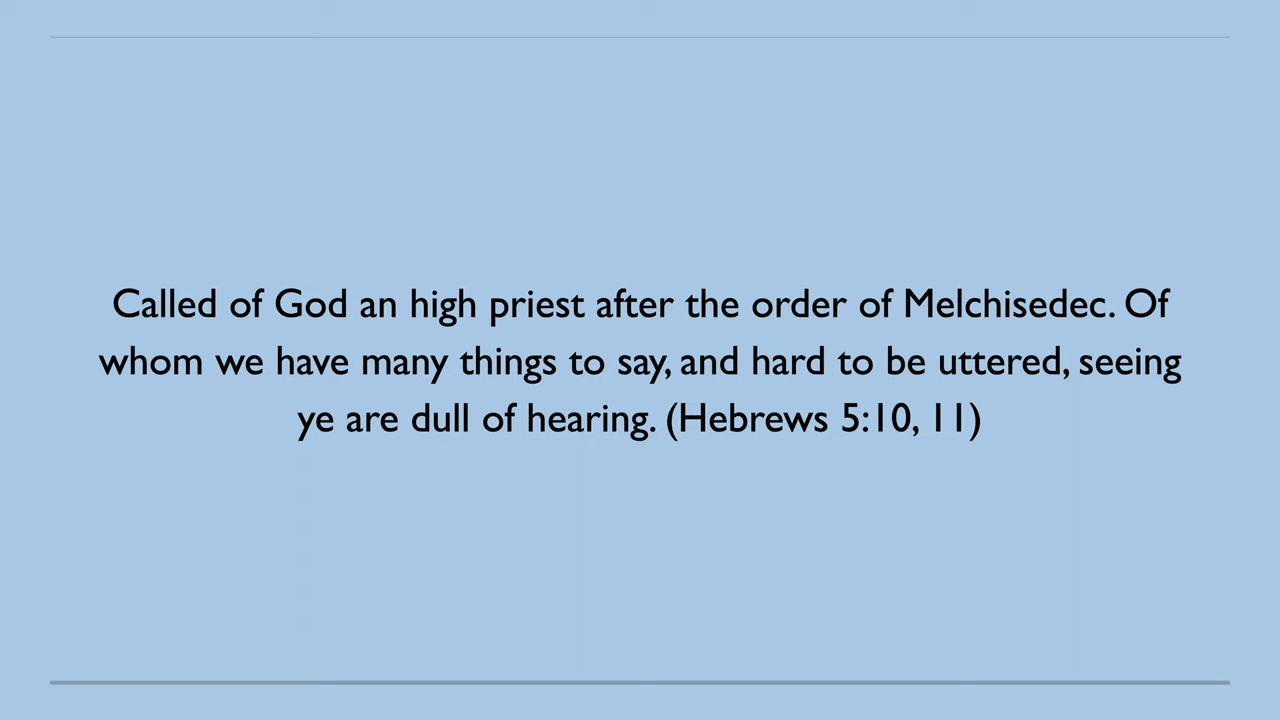 Called of God an high priest after the order of Melchisedec. Of
whom we have many things to say, and hard to be uttered, seeing
ye are dull of hearing. (Hebrews 5:10, 11)